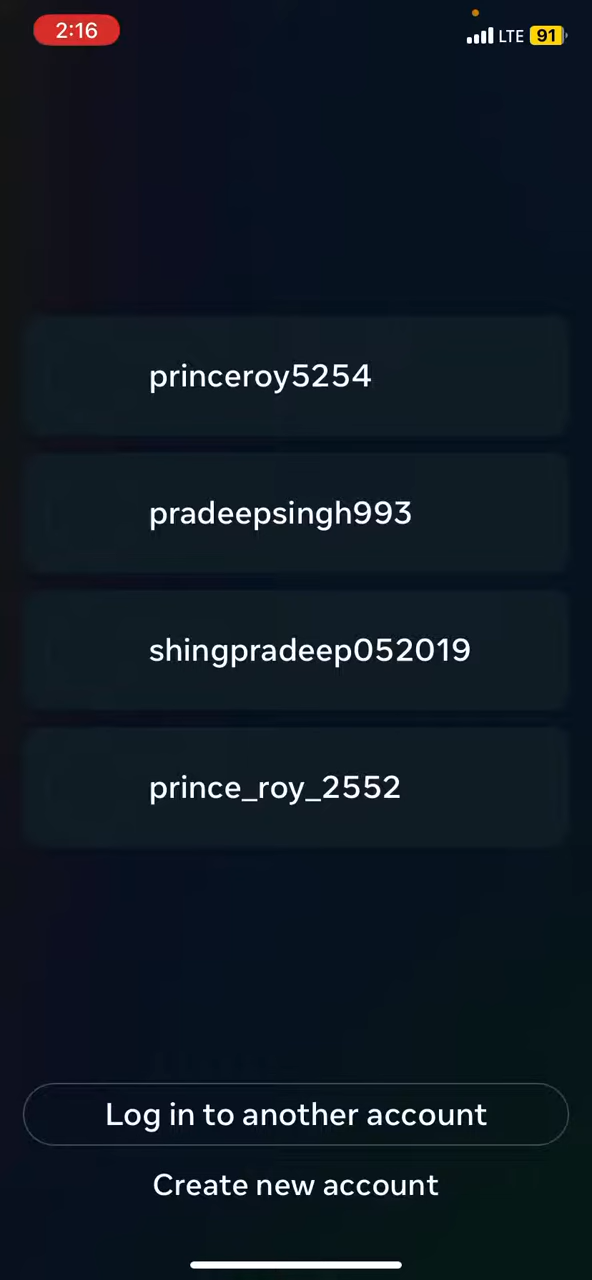 2:16
LTE 91
princeroy5254
pradeepsingh993
shingpradeep052019
prince_roy_2552
Log in to another account
Create new account